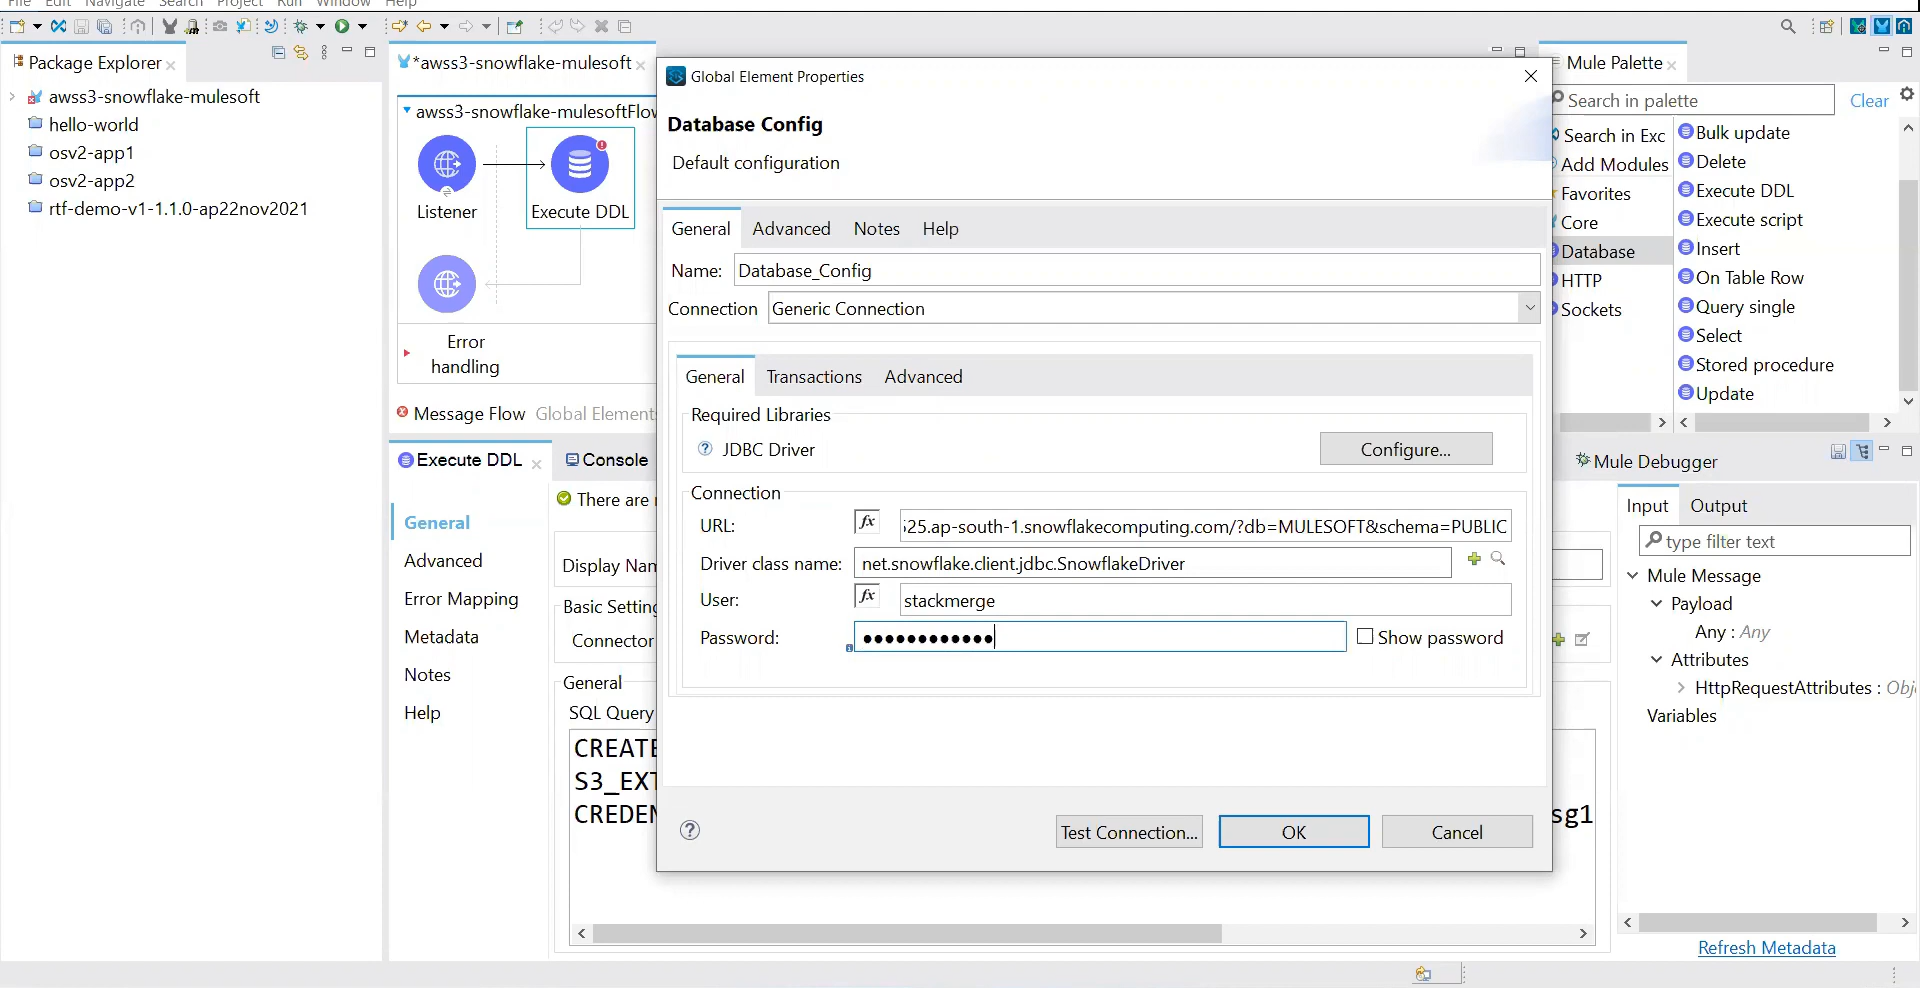 File Edit Navigate Search Project Run Window Help
Package Explorer
awss3-snowflake-mulesoft
hello-world
osv2-app1
osv2-app2
rtf-demo-v1-1.1.0-ap22nov2021
*awss3-snowflake-mulesoft
awss3-snowflake-mulesoftFlow
Listener
Execute DDL
Error
handling
Message Flow Global Element
Execute DDL
Console
General
Advanced
Error Mapping
Metadata
Notes
Help
There are
Display Nam
Basic Setting
Connector
General
SQL Query
CREATE
S3_EXT
CREDEN
sg1
Global Element Properties
Database Config
Default configuration
General Advanced Notes Help
Name: Database_Config
Connection Generic Connection
General Transactions Advanced
Required Libraries
JDBC Driver Configure...
Connection
URL: fx 25.ap-south-1.snowflakecomputing.com/?db=MULESOFT&schema=PUBLIC
Driver class name: net.snowflake.client.jdbc.SnowflakeDriver
User: fx stackmerge
Password: ●●●●●●●●●●●● Show password
Test Connection... OK Cancel
Mule Palette
Search in palette Clear
Search in Exc
Add Modules
Favorites
Core
Database
HTTP
Sockets
Bulk update
Delete
Execute DDL
Execute script
Insert
On Table Row
Query single
Select
Stored procedure
Update
Mule Debugger
Input Output
type filter text
Mule Message
Payload
Any : Any
Attributes
HttpRequestAttributes : Obj
Variables
Refresh Metadata